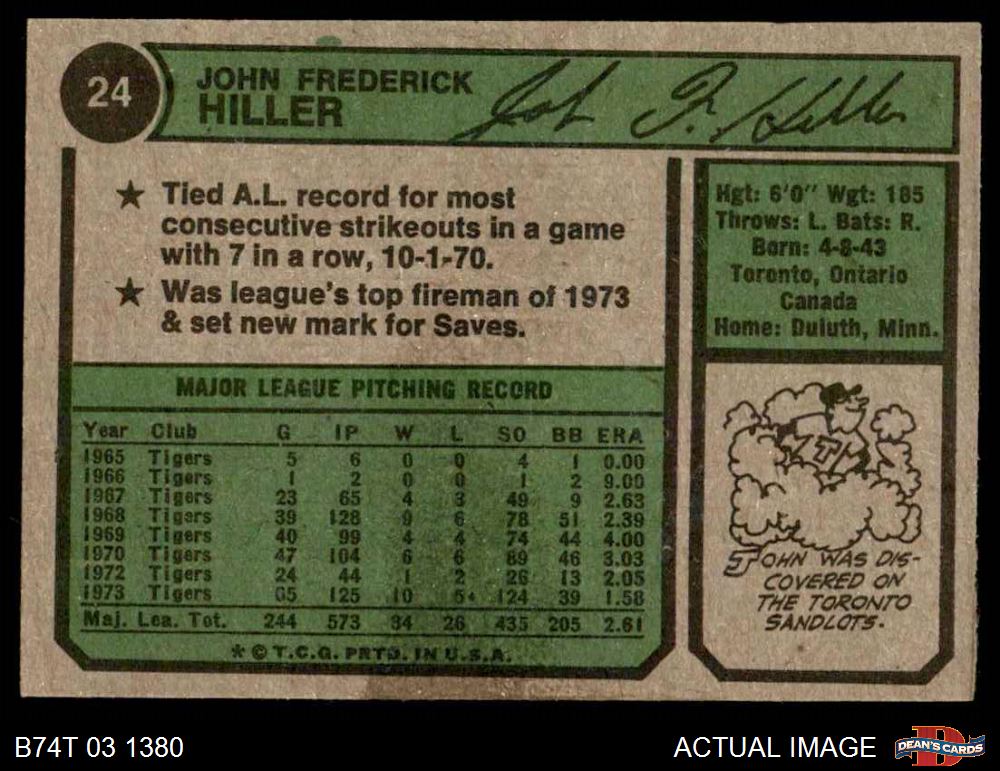 24
JOHN FREDERICK
HILLER
John F. Hiller
★ Tied A.L. record for most
consecutive strikeouts in a game
with 7 in a row, 10-1-70.
★ Was league's top fireman of 1973
& set new mark for Saves.
Hgt: 6'0" Wgt: 185
Throws: L. Bats: R.
Born: 4-8-43
Toronto, Ontario
Canada
Home: Duluth, Minn.
MAJOR LEAGUE PITCHING RECORD
Year Club G IP W L SO BB ERA
1965 Tigers 5 6 0 0 4 1 0.00
1966 Tigers 1 2 0 0 1 2 9.00
1967 Tigers 23 65 4 3 49 9 2.63
1968 Tigers 39 128 9 6 78 51 2.39
1969 Tigers 40 99 4 4 74 44 4.00
1970 Tigers 47 104 6 6 89 46 3.03
1972 Tigers 24 44 1 2 26 13 2.05
1973 Tigers 65 125 10 5 124 39 1.58
Maj. Lea. Tot. 244 573 34 26 435 205 2.61
* © T.C.G. PRTD. IN U.S.A.
JOHN WAS DIS-
COVERED ON
THE TORONTO
SANDLOTS.
B74T 03 1380
ACTUAL IMAGE
D
DEAN'S CARDS